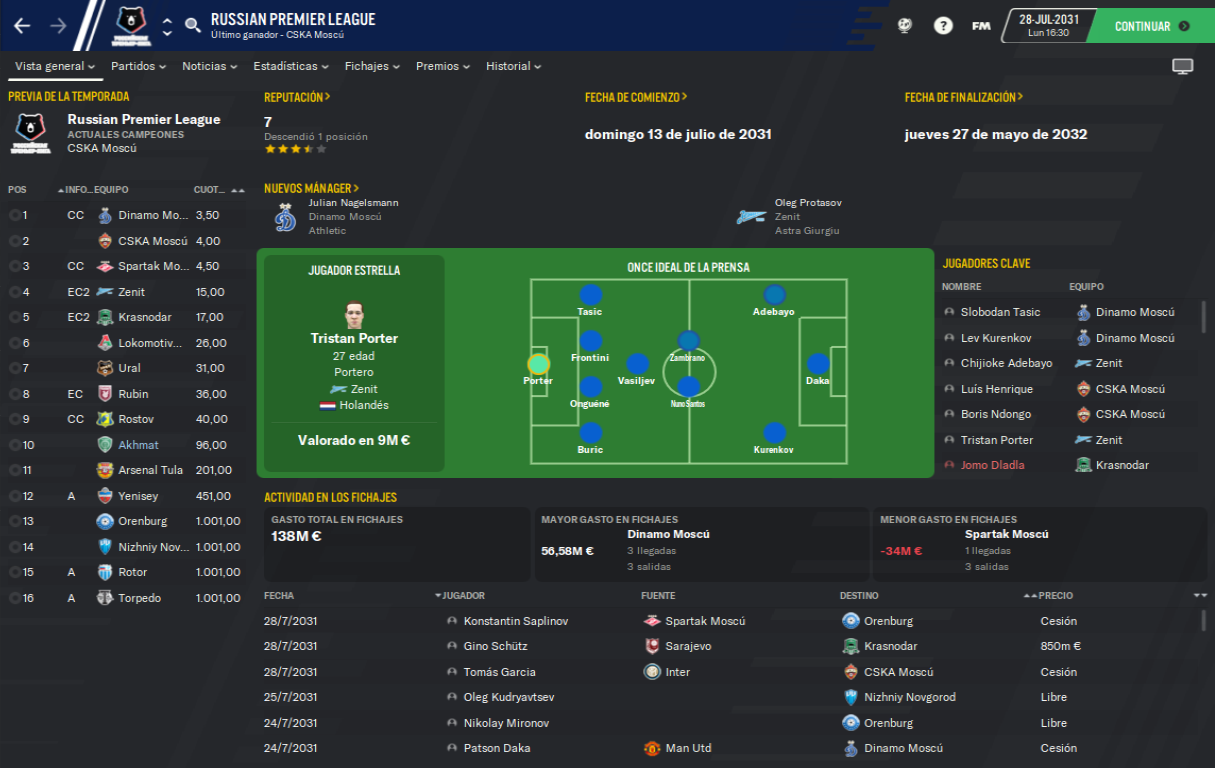 RUSSIAN PREMIER LEAGUE
Último ganador - CSKA Moscú
?
FM
28-JUL-2031
Lun 16:30
CONTINUAR
Vista general Partidos Noticias Estadísticas Fichajes Premios Historial
PREVIA DE LA TEMPORADA
Russian Premier League
ACTUALES CAMPEONES
CSKA Moscú
REPUTACIÓN >
7
Descendió 1 posición
FECHA DE COMIENZO >
domingo 13 de julio de 2031
FECHA DE FINALIZACIÓN >
jueves 27 de mayo de 2032
POS INFO... EQUIPO CUOT...
1 CC Dinamo Mo... 3,50
2 CSKA Moscú 4,00
3 CC Spartak Mo... 4,50
4 EC2 Zenit 15,00
5 EC2 Krasnodar 17,00
6 Lokomotiv... 26,00
7 Ural 31,00
8 EC Rubin 36,00
9 CC Rostov 40,00
10 Akhmat 96,00
11 Arsenal Tula 201,00
12 A Yenisey 451,00
13 Orenburg 1.001,00
14 Nizhniy Nov... 1.001,00
15 A Rotor 1.001,00
16 A Torpedo 1.001,00
NUEVOS MÁNAGER >
Julian Nagelsmann
Dinamo Moscú
Athletic
Oleg Protasov
Zenit
Astra Giurgiu
JUGADOR ESTRELLA
Tristan Porter
27 edad
Portero
Zenit
Holandés
Valorado en 9M €
ONCE IDEAL DE LA PRENSA
Tasic
Adebayo
Frontini
Zambrano
Porter
Vasiljev
Daka
Onguéné
Nuno Santos
Buric
Kurenkov
JUGADORES CLAVE
NOMBRE EQUIPO
Slobodan Tasic Dinamo Moscú
Lev Kurenkov Dinamo Moscú
Chijioke Adebayo Zenit
Luís Henrique CSKA Moscú
Boris Ndongo CSKA Moscú
Tristan Porter Zenit
Jomo Dladla Krasnodar
ACTIVIDAD EN LOS FICHAJES
GASTO TOTAL EN FICHAJES
138M €
MAYOR GASTO EN FICHAJES
Dinamo Moscú
56,58M €
3 llegadas
3 salidas
MENOR GASTO EN FICHAJES
Spartak Moscú
-34M €
1 llegadas
3 salidas
FECHA JUGADOR FUENTE DESTINO PRECIO
28/7/2031 Konstantin Saplinov Spartak Moscú Orenburg Cesión
28/7/2031 Gino Schütz Sarajevo Krasnodar 850m €
28/7/2031 Tomás Garcia Inter CSKA Moscú Cesión
25/7/2031 Oleg Kudryavtsev Nizhniy Novgorod Libre
24/7/2031 Nikolay Mironov Orenburg Libre
24/7/2031 Patson Daka Man Utd Dinamo Moscú Cesión